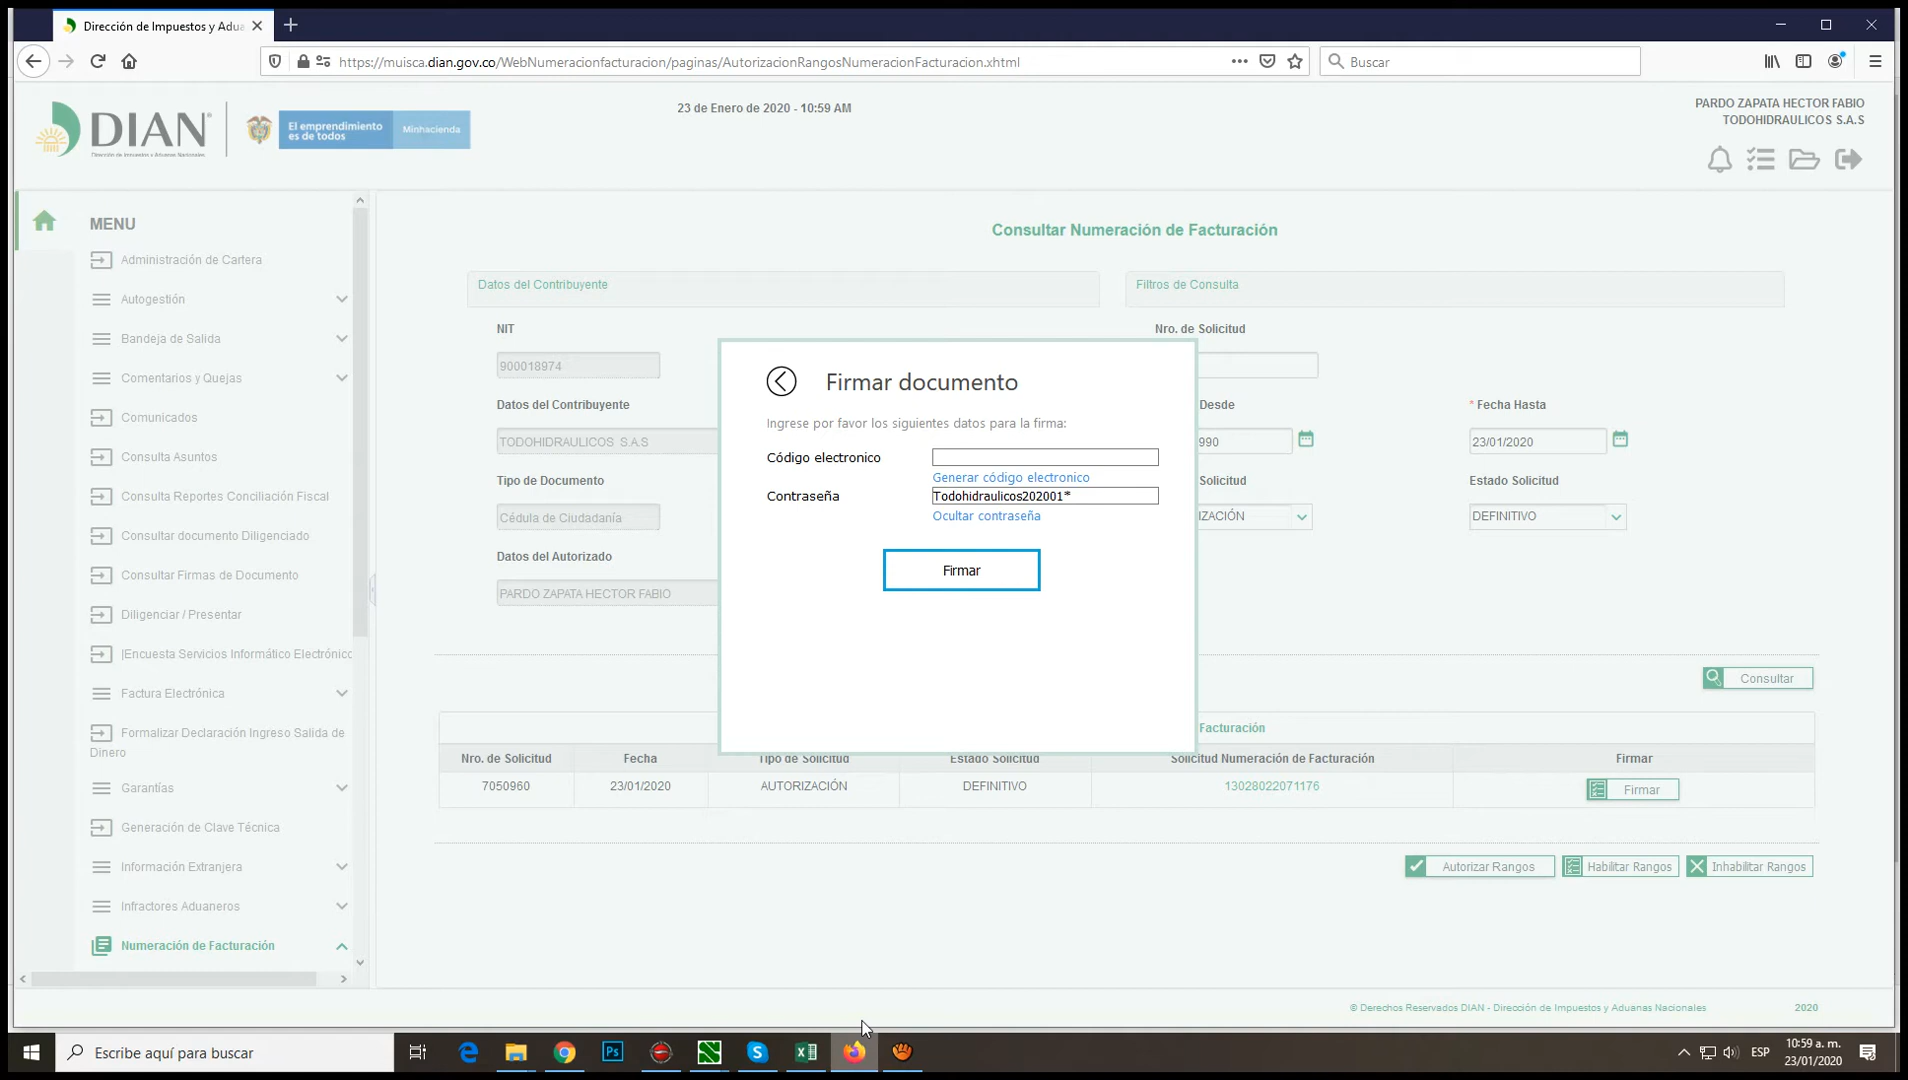 Dirección de Impuestos y Adua
https://muisca.dian.gov.co/WebNumeracionfacturacion/paginas/AutorizacionRangosNumeracionFacturacion.xhtml
Buscar
DIAN
Dirección de Impuestos y Aduanas Nacionales
El emprendimiento
es de todos
Minhacienda
23 de Enero de 2020 - 10:59 AM
PARDO ZAPATA HECTOR FABIO
TODOHIDRAULICOS S.A.S
MENU
Administración de Cartera
Autogestión
Bandeja de Salida
Comentarios y Quejas
Comunicados
Consulta Asuntos
Consulta Reportes Conciliación Fiscal
Consultar documento Diligenciado
Consultar Firmas de Documento
Diligenciar / Presentar
|Encuesta Servicios Informático Electrónico
Factura Electrónica
Formalizar Declaración Ingreso Salida de
Dinero
Garantías
Generación de Clave Técnica
Información Extranjera
Infractores Aduaneros
Numeración de Facturación
Consultar Numeración de Facturación
Datos del Contribuyente
NIT
900018974
Datos del Contribuyente
TODOHIDRAULICOS S.A.S
Tipo de Documento
Cédula de Ciudadanía
Datos del Autorizado
PARDO ZAPATA HECTOR FABIO
Filtros de Consulta
Nro. de Solicitud
Desde
* Fecha Hasta
990
23/01/2020
Solicitud
Estado Solicitud
IZACIÓN
DEFINITIVO
Firmar documento
Ingrese por favor los siguientes datos para la firma:
Código electronico
Generar código electronico
Contraseña
Todohidraulicos202001*
Ocultar contraseña
Firmar
Consultar
Facturación
Nro. de Solicitud
Fecha
Tipo de Solicitud
Estado Solicitud
Solicitud Numeración de Facturación
Firmar
7050960
23/01/2020
AUTORIZACIÓN
DEFINITIVO
13028022071176
Firmar
Autorizar Rangos
Habilitar Rangos
Inhabilitar Rangos
© Derechos Reservados DIAN - Dirección de Impuestos y Aduanas Nacionales
2020
Escribe aquí para buscar
Ps
ESP
10:59 a. m.
23/01/2020